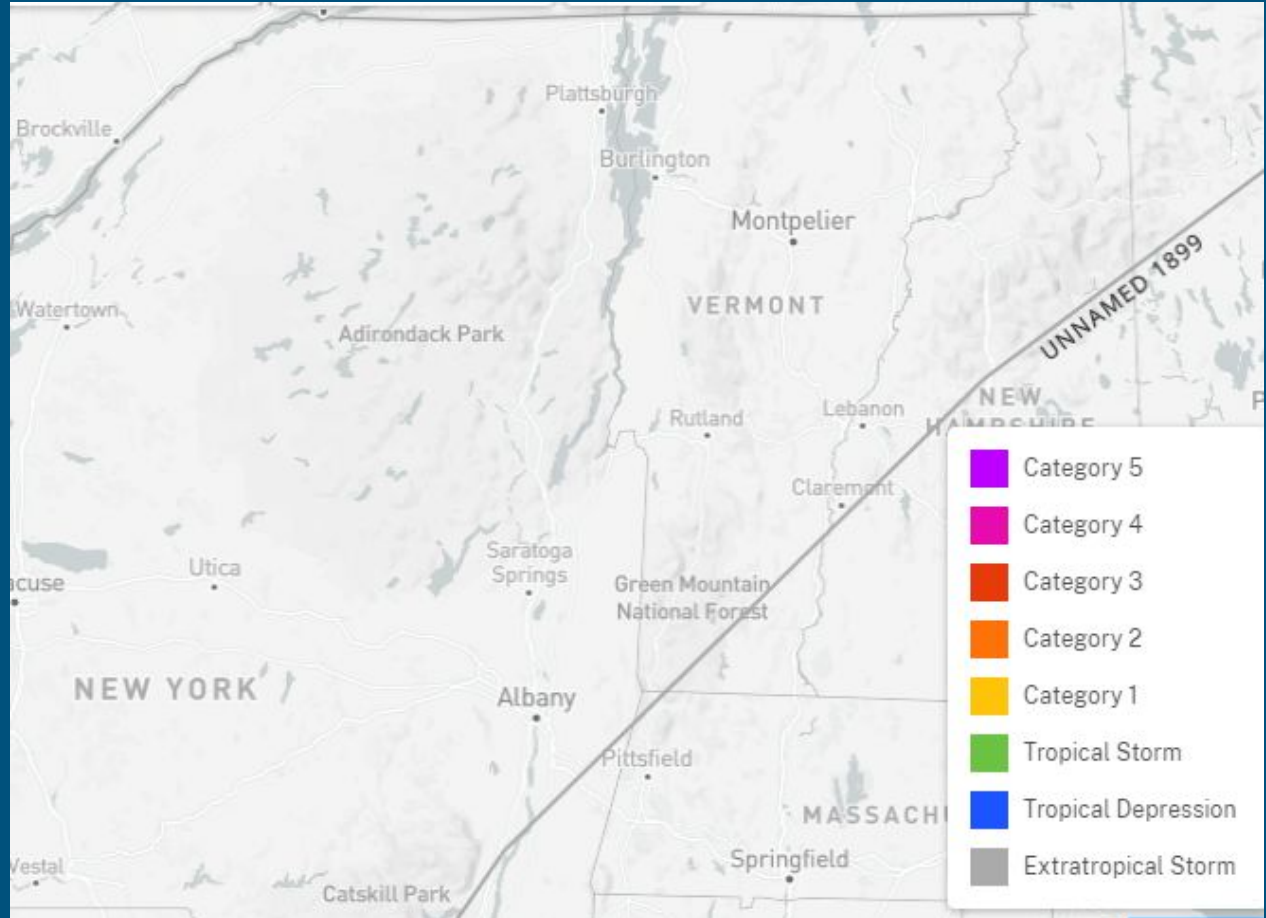 Plattsburgh
Brockville
Burlington
Montpelier
UNNAMED 1899
Watertown
VERMONT
Adirondack Park
NEW
HAMPSHIRE
Rutland
Lebanon
Claremont
Saratoga
Springs
Utica
acuse
Green Mountain
National Forest
NEW YORK
Albany
Pittsfield
MASSACHU
Springfield
Vestal
Catskill Park
P
Category 5
Category 4
Category 3
Category 2
Category 1
Tropical Storm
Tropical Depression
Extratropical Storm